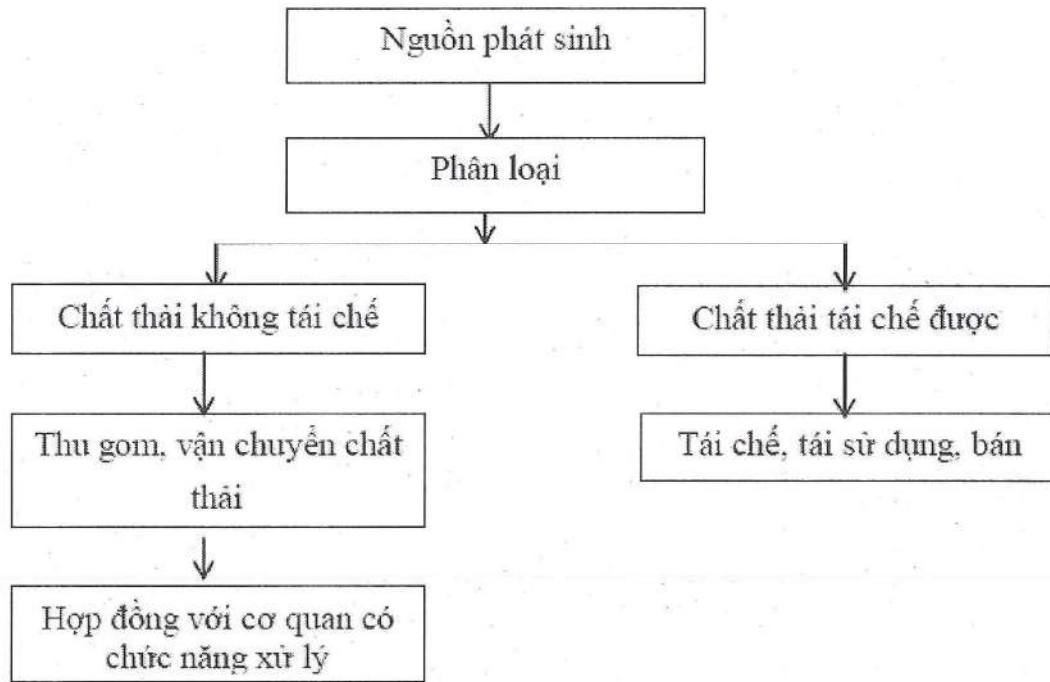 Nguồn phát sinh
Phân loại
Chất thải không tái chế
Chất thải tái chế được
Thu gom, vận chuyển chất
thải
Tái chế, tái sử dụng, bán
Hợp đồng với cơ quan có
chức năng xử lý